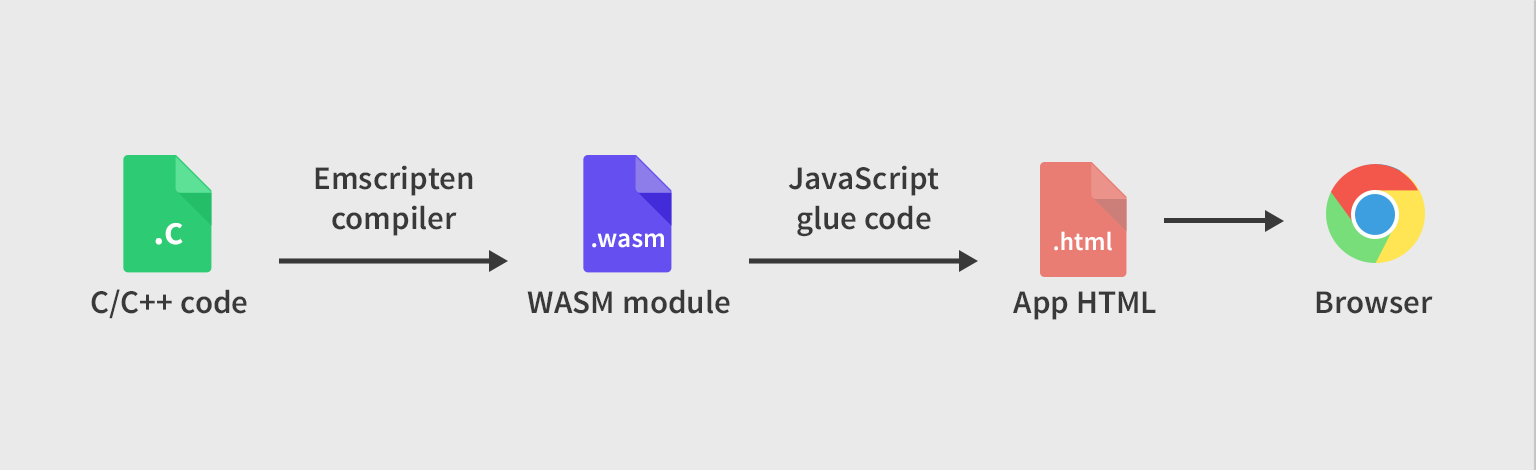 Emscripten
compiler
JavaScript
glue code
.c
.wasm
.html
C/C++ code
WASM module
App HTML
Browser